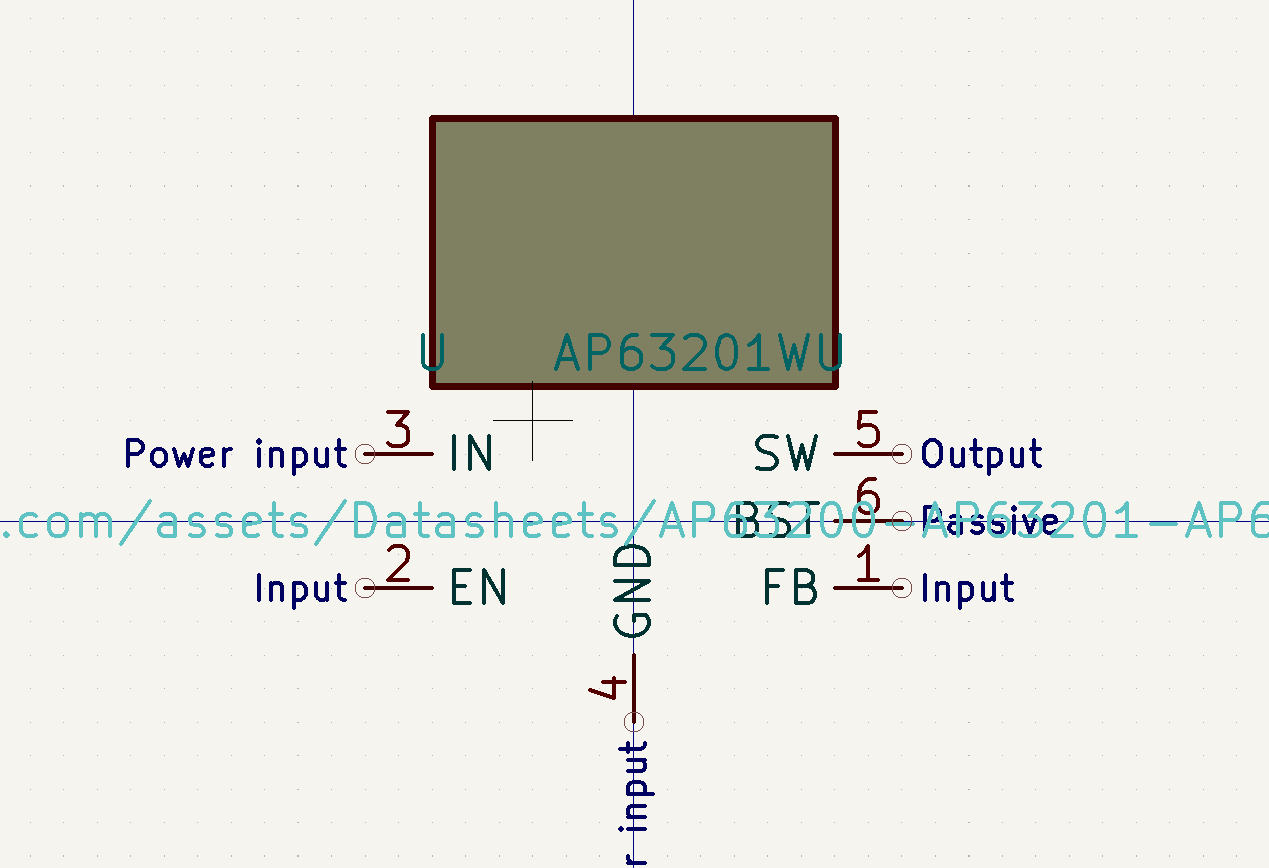 U AP63201WU
3 5
Power input IN SW Output
6
.com/assets/Datasheets/AP63200-AP63201-AP6
BST Passive
2 1
Input EN FB Input
GND
4
r input